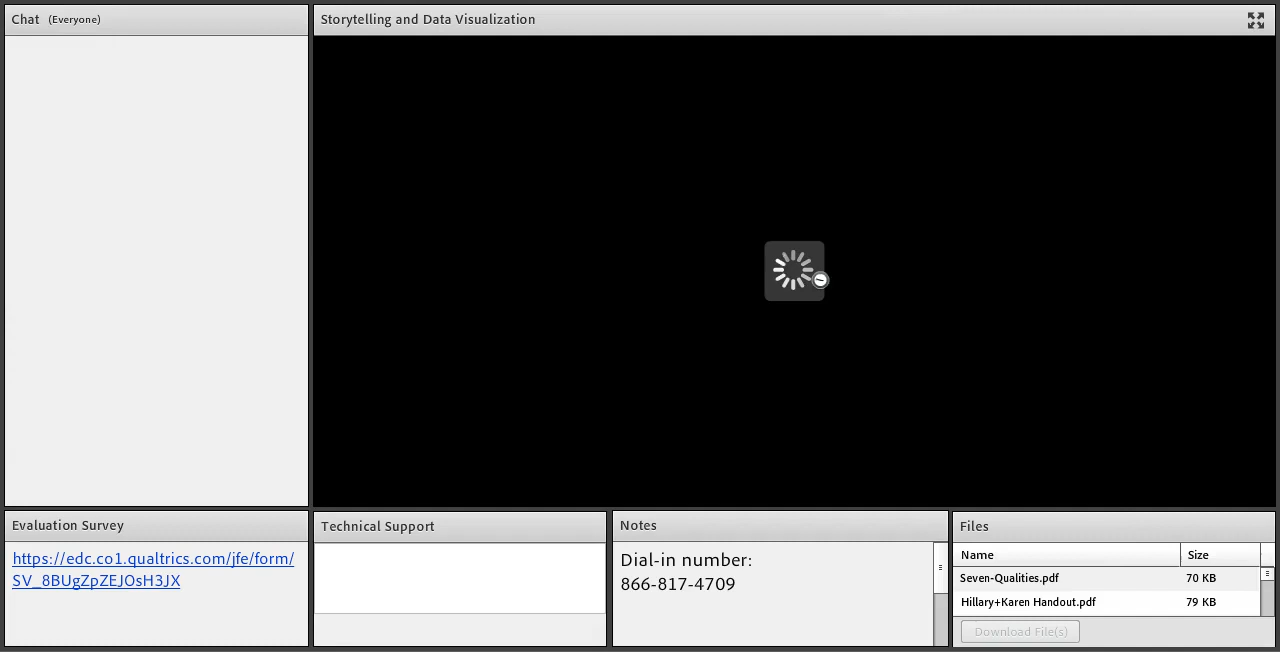 Chat (Everyone)
Storytelling and Data Visualization
Evaluation Survey
https://edc.co1.qualtrics.com/jfe/form/
SV_8BUgZpZEJOsH3JX
Technical Support
Notes
Dial-in number:
866-817-4709
Files
Name Size
Seven-Qualities.pdf 70 KB
Hillary+Karen Handout.pdf 79 KB
Download File(s)